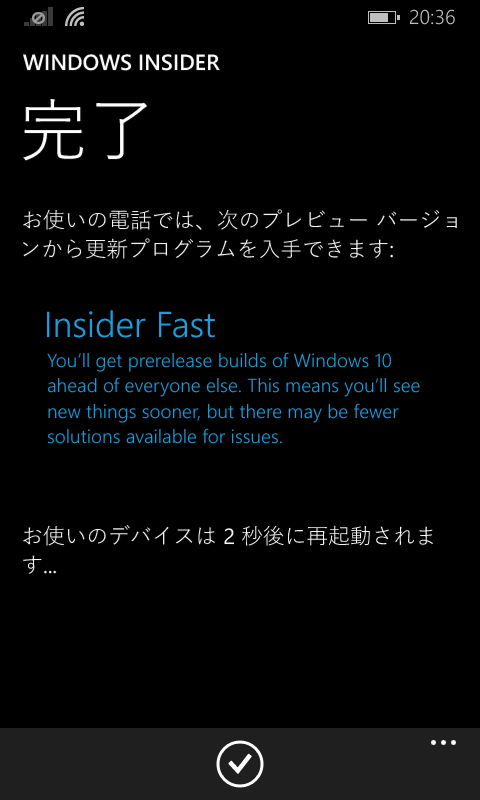 20:36
WINDOWS INSIDER
完了
お使いの電話では、次のプレビュー バージョ
ンから更新プログラムを入手できます:
Insider Fast
You'll get prerelease builds of Windows 10
ahead of everyone else. This means you'll see
new things sooner, but there may be fewer
solutions available for issues.
お使いのデバイスは 2 秒後に再起動されま
す...